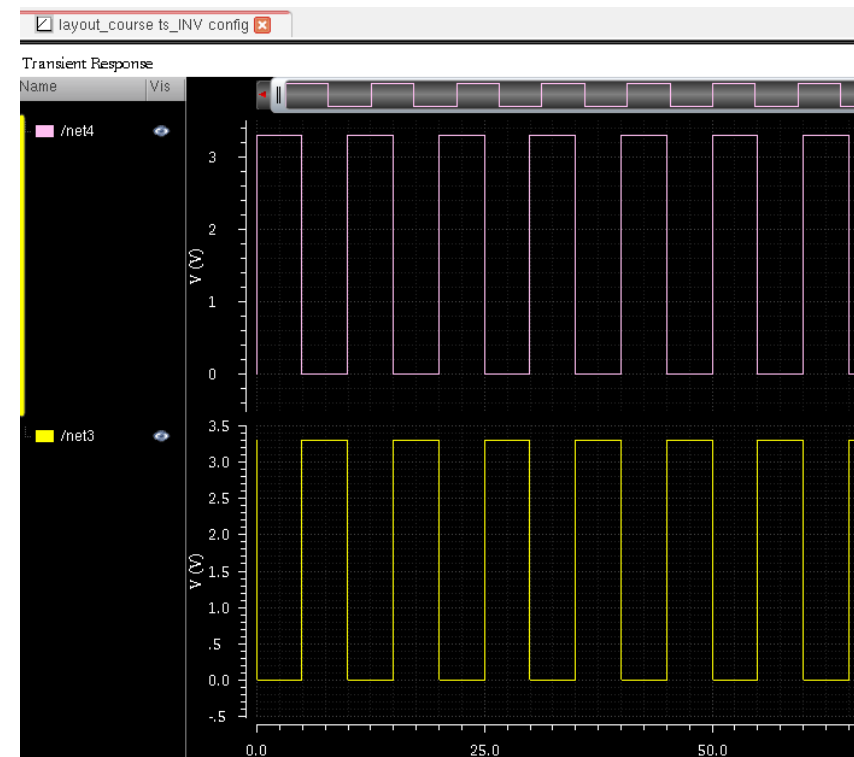 layout_course ts_INV config
Transient Response
Name Vis
/net4
3
2
V (V)
1
0
/net3
3.5
3.0
2.5
2.0
V (V)
1.5
1.0
.5
0.0
-.5
0.0 25.0 50.0